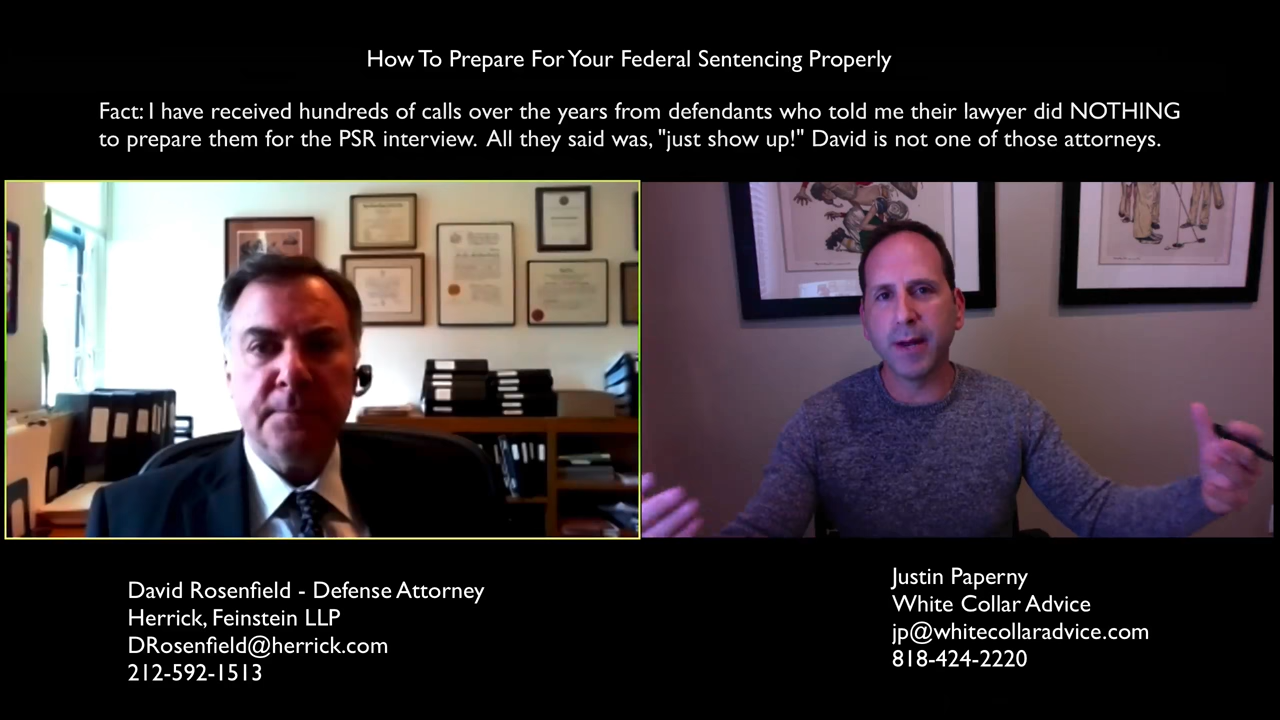 How To Prepare For Your Federal Sentencing Properly
Fact: I have received hundreds of calls over the years from defendants who told me their lawyer did NOTHING
to prepare them for the PSR interview. All they said was, "just show up!" David is not one of those attorneys.
David Rosenfield - Defense Attorney
Herrick, Feinstein LLP
DRosenfield@herrick.com
212-592-1513
Justin Paperny
White Collar Advice
jp@whitecollaradvice.com
818-424-2220